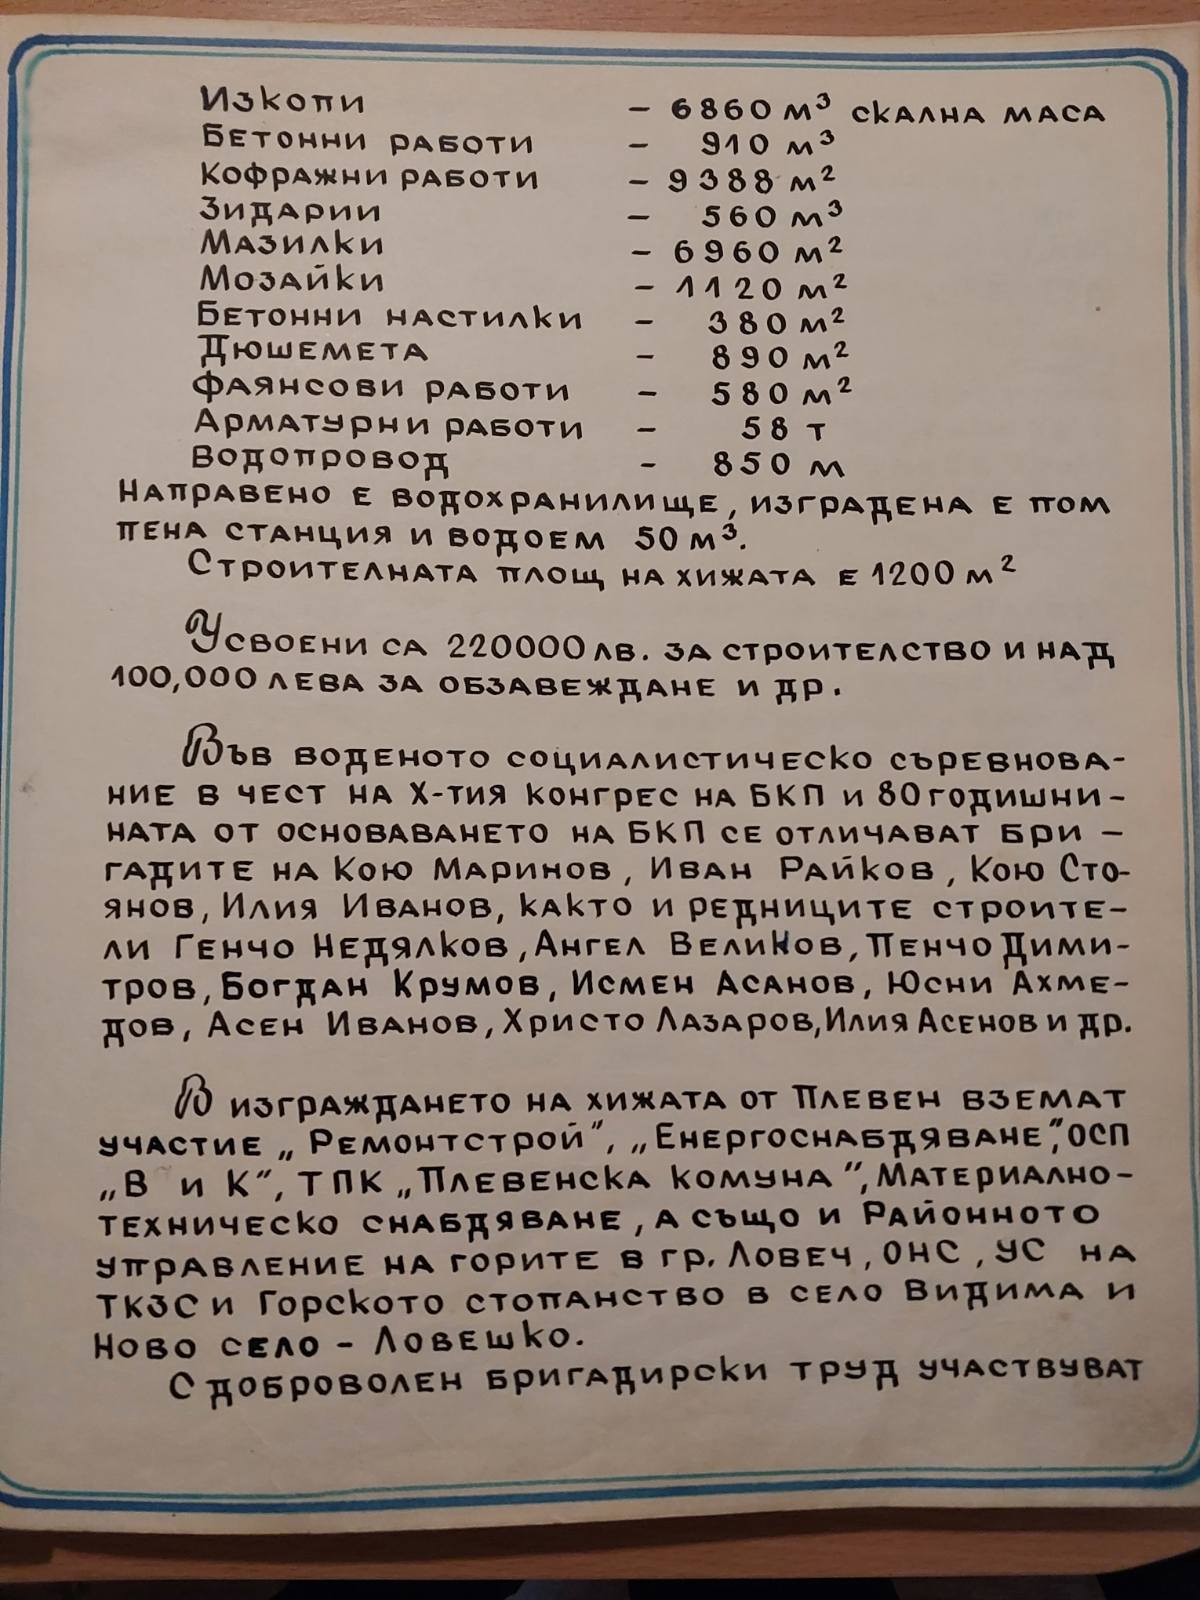 Изкопи – 6860 м³ скална маса
Бетонни работи – 910 м³
Кофражни работи – 9388 м²
Зидарии – 560 м³
Мазилки – 6960 м²
Мозайки – 1120 м²
Бетонни настилки – 380 м²
Дюшемета – 890 м²
Фаянсови работи – 580 м²
Арматурни работи – 58 т
Водопровод – 850 м
Направено е водохранилище, изградена е пом
пена станция и водоем 50 м³.
Строителната площ на хижата е 1200 м²
Усвоени са 220000 лв. за строителство и над
100,000 лева за обзавеждане и др.
Във воденото социалистическо съревнова-
ние в чест на X-тия конгрес на БКП и 80 годишни-
ната от основаването на БКП се отличават бри –
гадите на Кою Маринов, Иван Райков, Кою Сто-
янов, Илия Иванов, както и редниците строите-
ли Генчо Недялков, Ангел Великов, Пенчо Дими-
тров, Богдан Крумов, Исмен Асанов, Юсни Ахме-
дов, Асен Иванов, Христо Лазаров, Илия Асенов и др.
В изграждането на хижата от Плевен вземат
участие „Ремонтстрой”, „Енергоснабдяване”, ОСП
„В и К”, ТПК „Плевенска комуна”, Материално-
техническо снабдяване, а също и Районното
управление на горите в гр. Ловеч, ОНС, УС на
ТКЗС и Горското стопанство в село Видима и
Ново село – Ловешко.
С доброволен бригадирски труд участвуват